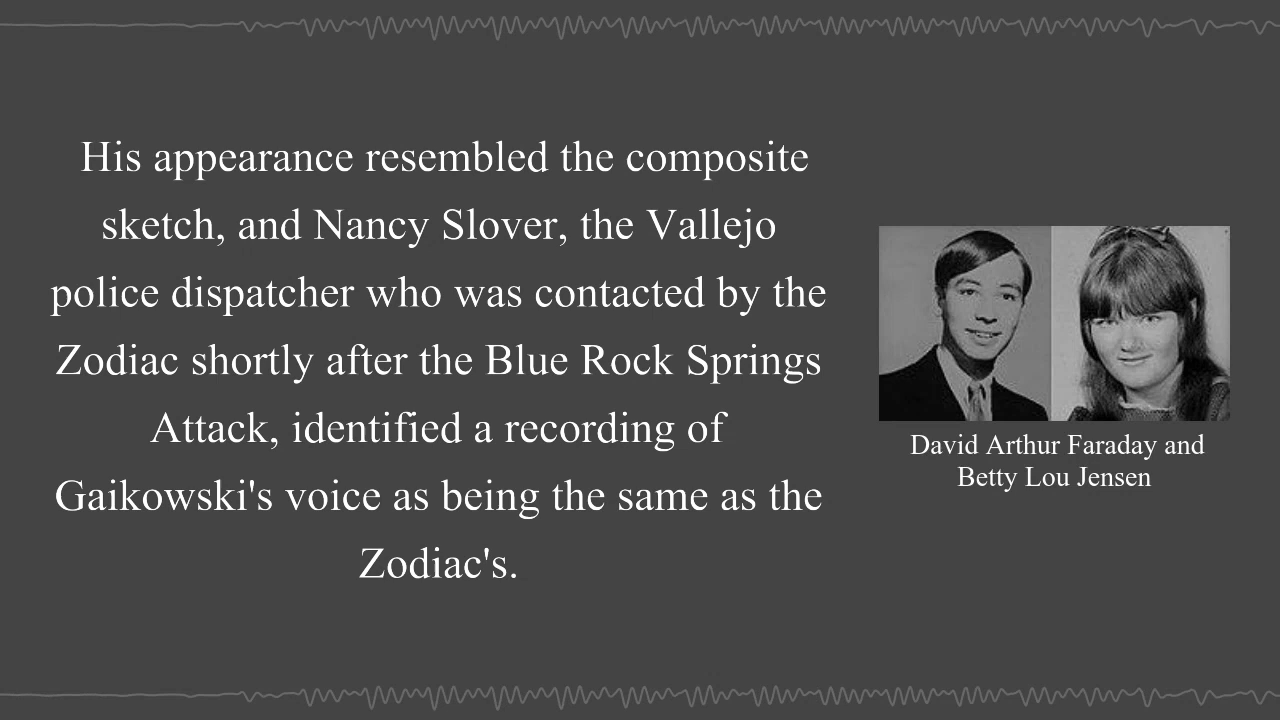 His appearance resembled the composite
sketch, and Nancy Slover, the Vallejo
police dispatcher who was contacted by the
Zodiac shortly after the Blue Rock Springs
Attack, identified a recording of
Gaikowski's voice as being the same as the
Zodiac's.
David Arthur Faraday and
Betty Lou Jensen